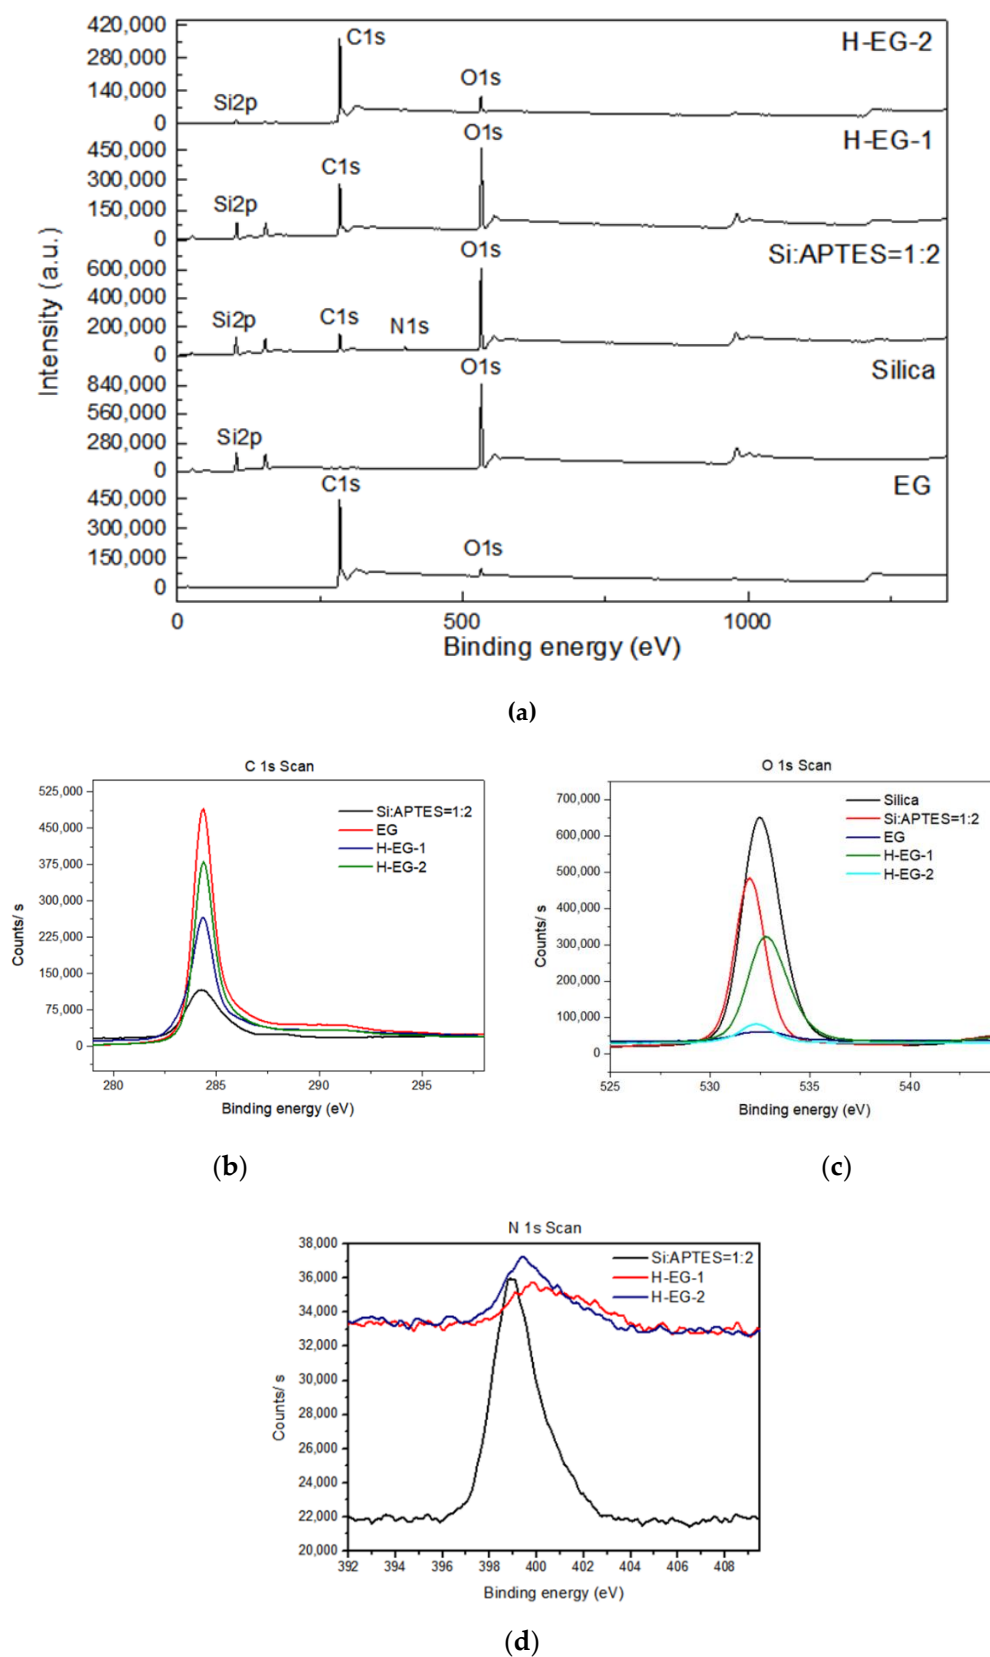 420,000
280,000
140,000
0
C1s
H-EG-2
O1s
Si2p
450,000
300,000
150,000
0
O1s
H-EG-1
C1s
Si2p
600,000
400,000
200,000
0
O1s
Si:APTES=1:2
Si2p
C1s
N1s
840,000
560,000
280,000
0
O1s
Silica
Si2p
450,000
300,000
150,000
0
C1s
EG
O1s
Intensity (a.u.)
0 500 1000
Binding energy (eV)
(a)
C 1s Scan
525,000
450,000
375,000
300,000
225,000
150,000
75,000
0
Counts/ s
Si:APTES=1:2
EG
H-EG-1
H-EG-2
280 285 290 295
Binding energy (eV)
(b)
O 1s Scan
700,000
600,000
500,000
400,000
300,000
200,000
100,000
0
Counts/ s
Silica
Si:APTES=1:2
EG
H-EG-1
H-EG-2
525 530 535 540
Binding energy (eV)
(c)
N 1s Scan
38,000
36,000
34,000
32,000
30,000
28,000
26,000
24,000
22,000
20,000
Counts/ s
Si:APTES=1:2
H-EG-1
H-EG-2
392 394 396 398 400 402 404 406 408
Binding energy (eV)
(d)